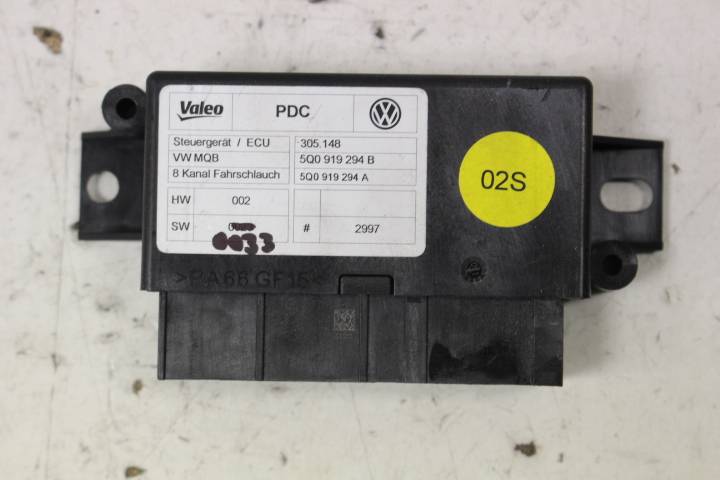 Valeo PDC
Steuergerät / ECU 305.148
VW MQB 5Q0 919 294 B
8 Kanal Fahrschlauch 5Q0 919 294 A
HW 002
SW 0033 # 2997
02S
>PA66 GF15<